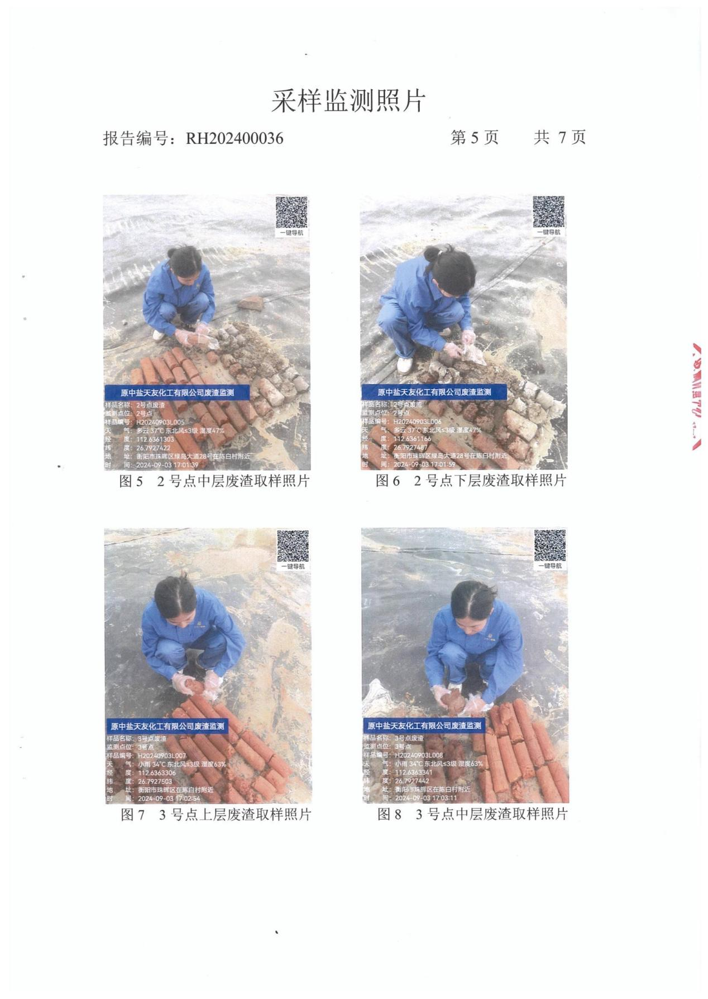 采样监测照片
报告编号：RH202400036 第 5 页 共 7 页
一键导航
原中盐天友化工有限公司废渣监测
样品名称：2号点废渣
监测点位：2号点
样品编号：H20240903L005
天 气：多云 37℃ 东北风≤3级 湿度47%
经 度：112.6361303
纬 度：26.7927422
地 址：衡阳市珠晖区绿岛大道28号在陈白村附近
时 间：2024-09-03 17:01:39
图 5 2 号点中层废渣取样照片
一键导航
原中盐天友化工有限公司废渣监测
样品名称：2号点废渣
监测点位：2号点
样品编号：H20240903L006
天 气：多云 37℃ 东北风≤3级 湿度47%
经 度：112.6361166
纬 度：26.7927487
地 址：衡阳市珠晖区绿岛大道28号在陈白村附近
时 间：2024-09-03 17:01:59
图 6 2 号点下层废渣取样照片
一键导航
原中盐天友化工有限公司废渣监测
样品名称：3号点废渣
监测点位：3号点
样品编号：H20240903L007
天 气：小雨 34℃ 东北风≤3级 湿度63%
经 度：112.6363306
纬 度：26.7927503
地 址：衡阳市珠晖区在陈白村附近
时 间：2024-09-03 17:02:54
图 7 3 号点上层废渣取样照片
一键导航
原中盐天友化工有限公司废渣监测
样品名称：3号点废渣
监测点位：3号点
样品编号：H20240903L008
天 气：小雨 34℃ 东北风≤3级 湿度63%
经 度：112.6363341
纬 度：26.7927442
地 址：衡阳市珠晖区在陈白村附近
时 间：2024-09-03 17:03:11
图 8 3 号点中层废渣取样照片